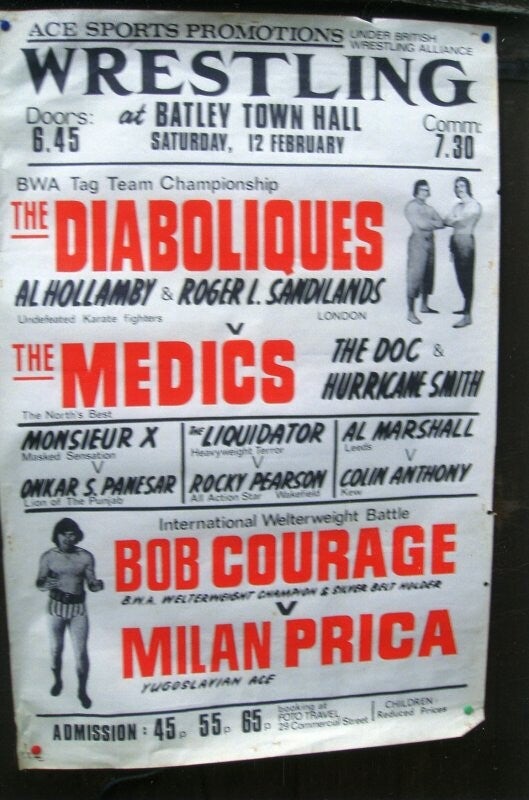 ACE SPORTS PROMOTIONS UNDER BRITISH WRESTLING ALLIANCE
WRESTLING
Doors: 6.45 at BATLEY TOWN HALL Comm: 7.30
SATURDAY, 12 FEBRUARY
BWA Tag Team Championship
THE DIABOLIQUES
AL HOLLAMBY & ROGER L. SANDILANDS
Undefeated Karate fighters LONDON
V
THE MEDICS THE DOC & HURRICANE SMITH
The North's Best
MONSIEUR X
Masked Sensation
V
ONKAR S. PANESAR
Lion of The Punjab
THE LIQUIDATOR
Heavyweight Terror
V
ROCKY PEARSON
All Action Star Wakefield
AL MARSHALL
Leeds
V
COLIN ANTHONY
Kew
International Welterweight Battle
BOB COURAGE
B.W.A. WELTERWEIGHT CHAMPION & SILVER BELT HOLDER
V
MILAN PRICA
YUGOSLAVIAN ACE
ADMISSION: 45p 55p 65p
booking at
FOTO TRAVEL
29 Commercial Street
CHILDREN-
Reduced Prices